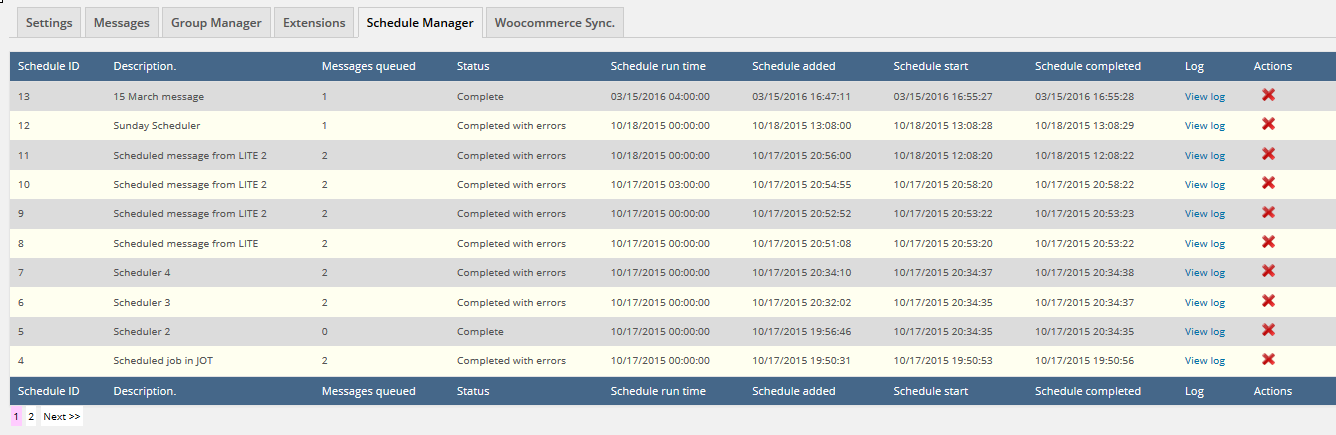 Settings Messages Group Manager Extensions Schedule Manager Woocommerce Sync.
Schedule ID Description. Messages queued Status Schedule run time Schedule added Schedule start Schedule completed Log Actions
13 15 March message 1 Complete 03/15/2016 04:00:00 03/15/2016 16:47:11 03/15/2016 16:55:27 03/15/2016 16:55:28 View log
12 Sunday Scheduler 1 Completed with errors 10/18/2015 00:00:00 10/18/2015 13:08:00 10/18/2015 13:08:28 10/18/2015 13:08:29 View log
11 Scheduled message from LITE 2 2 Completed with errors 10/18/2015 00:00:00 10/17/2015 20:56:00 10/18/2015 12:08:20 10/18/2015 12:08:22 View log
10 Scheduled message from LITE 2 2 Completed with errors 10/17/2015 03:00:00 10/17/2015 20:54:55 10/17/2015 20:58:20 10/17/2015 20:58:22 View log
9 Scheduled message from LITE 2 2 Completed with errors 10/17/2015 00:00:00 10/17/2015 20:52:52 10/17/2015 20:53:22 10/17/2015 20:53:23 View log
8 Scheduled message from LITE 2 Completed with errors 10/17/2015 00:00:00 10/17/2015 20:51:08 10/17/2015 20:53:20 10/17/2015 20:53:22 View log
7 Scheduler 4 2 Completed with errors 10/17/2015 00:00:00 10/17/2015 20:34:10 10/17/2015 20:34:37 10/17/2015 20:34:38 View log
6 Scheduler 3 2 Completed with errors 10/17/2015 00:00:00 10/17/2015 20:32:02 10/17/2015 20:34:35 10/17/2015 20:34:37 View log
5 Scheduler 2 0 Complete 10/17/2015 00:00:00 10/17/2015 19:56:46 10/17/2015 20:34:35 10/17/2015 20:34:35 View log
4 Scheduled job in JOT 2 Completed with errors 10/17/2015 00:00:00 10/17/2015 19:50:31 10/17/2015 19:50:53 10/17/2015 19:50:56 View log
Schedule ID Description. Messages queued Status Schedule run time Schedule added Schedule start Schedule completed Log Actions
1 2 Next >>